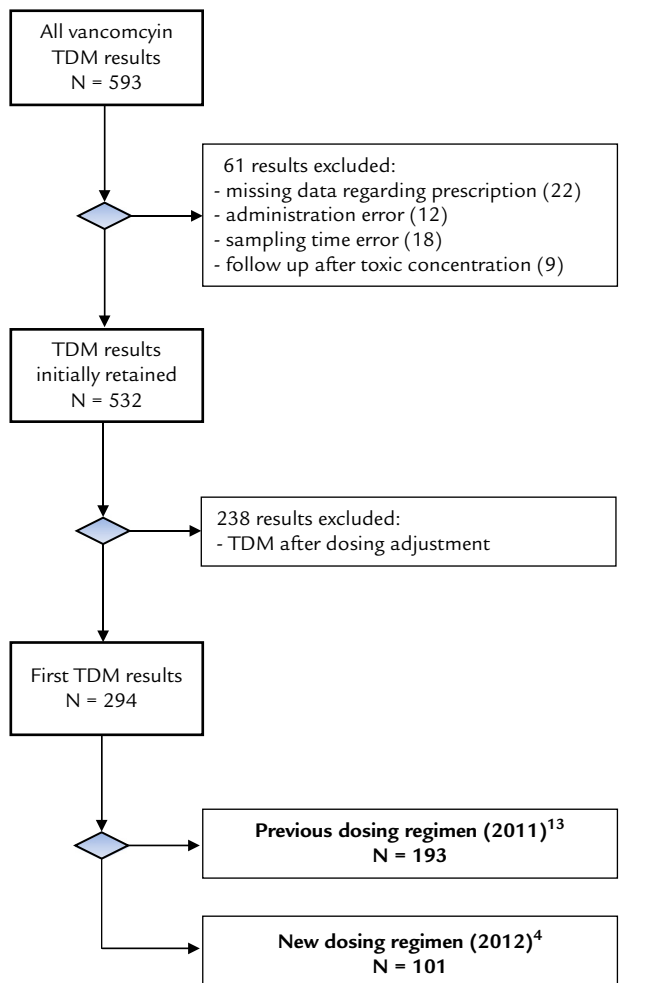 All vancomcyin
TDM results
N = 593
61 results excluded:
- missing data regarding prescription (22)
- administration error (12)
- sampling time error (18)
- follow up after toxic concentration (9)
TDM results
initially retained
N = 532
238 results excluded:
- TDM after dosing adjustment
First TDM results
N = 294
Previous dosing regimen (2011)13
N = 193
New dosing regimen (2012)4
N = 101